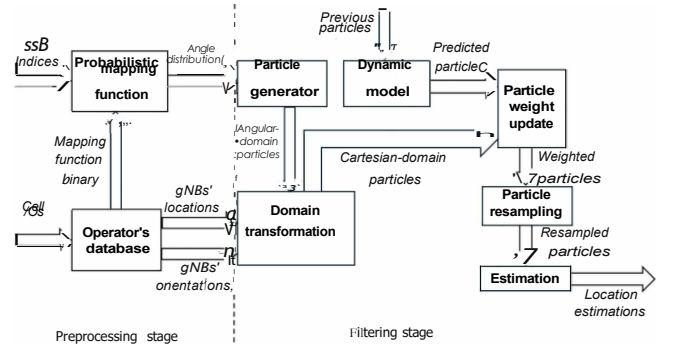 ssB
Indices
Probabilistic
mapping
function
Angle
distribution(
Particle
generator
Previous
particles
Dynamic
model
Predicted
particleC
Particle
weight
update
Mapping
function
binary
Angular-
domain
particles
Cartesian-domain
particles
Weighted
particles
Particle
resampling
Resampled
particles
Estimation
Location
estimations
Cell
Operator's
database
gNBs'
locations
gNBs'
orientations,
Domain
transformation
Preprocessing stage
Filtering stage